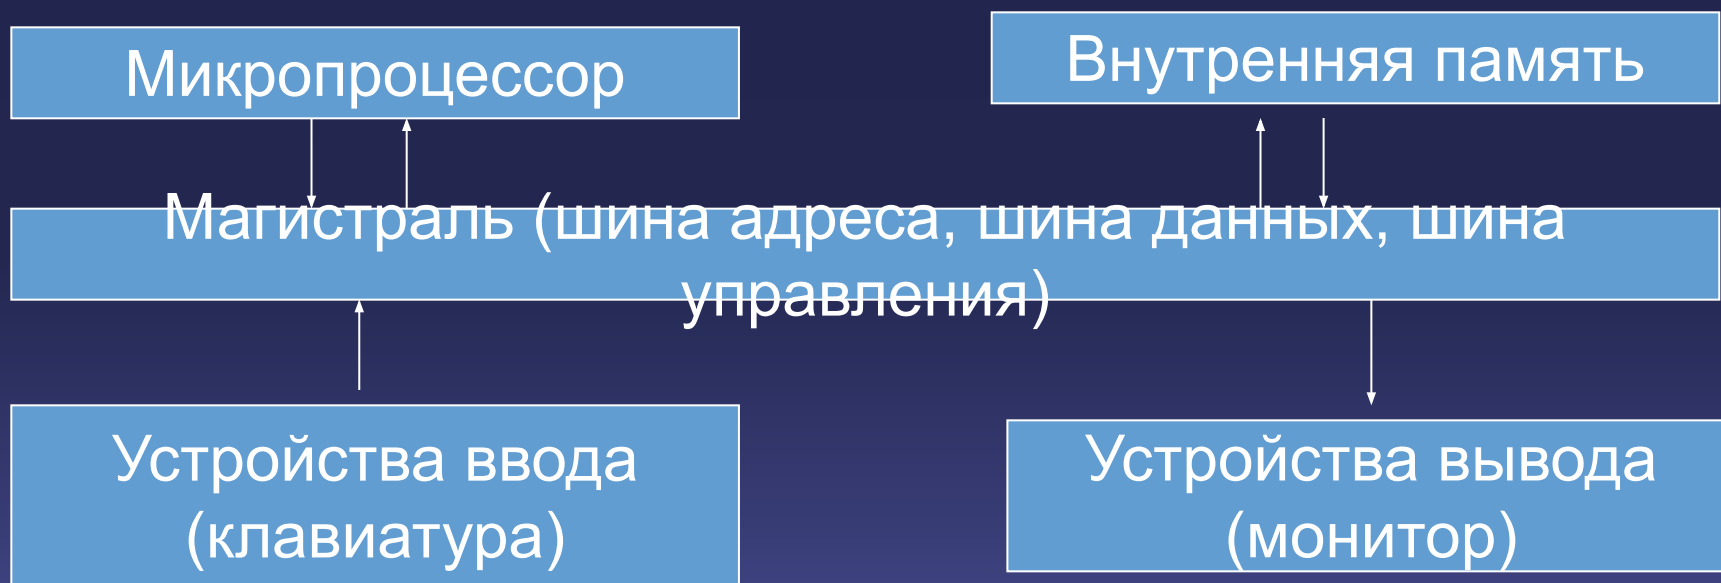 Микропроцессор
Внутренняя память
Магистраль (шина адреса, шина данных, шина
управления)
Устройства ввода
(клавиатура)
Устройства вывода
(монитор)